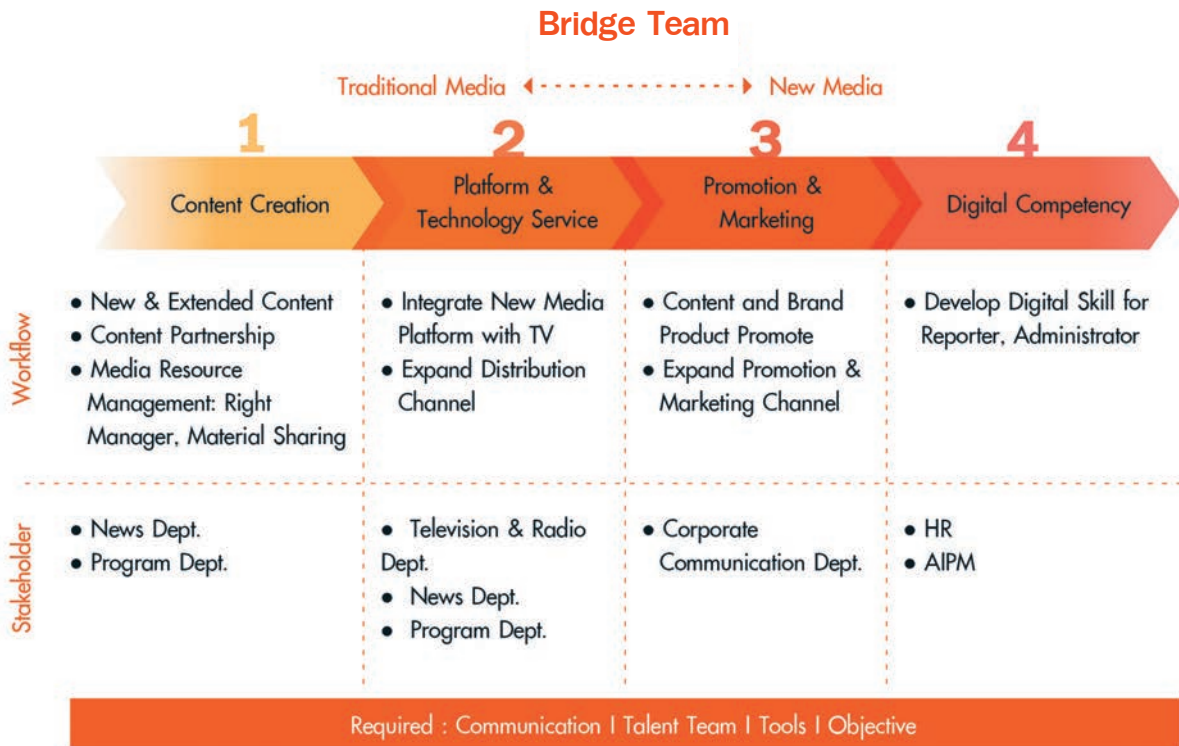 Bridge Team
Traditional Media
New Media
1
2
3
4
Content Creation
Platform &
Technology Service
Promotion &
Marketing
Digital Competency
Workflow
● New & Extended Content
● Content Partnership
● Media Resource
Management: Right
Manager, Material Sharing
● Integrate New Media
Platform with TV
● Expand Distribution
Channel
● Content and Brand
Product Promote
● Expand Promotion &
Marketing Channel
● Develop Digital Skill for
Reporter, Administrator
Stakeholder
● News Dept.
● Program Dept.
● Television & Radio
Dept.
● News Dept.
● Program Dept.
● Corporate
Communication Dept.
● HR
● AIPM
Required : Communication I Talent Team I Tools I Objective